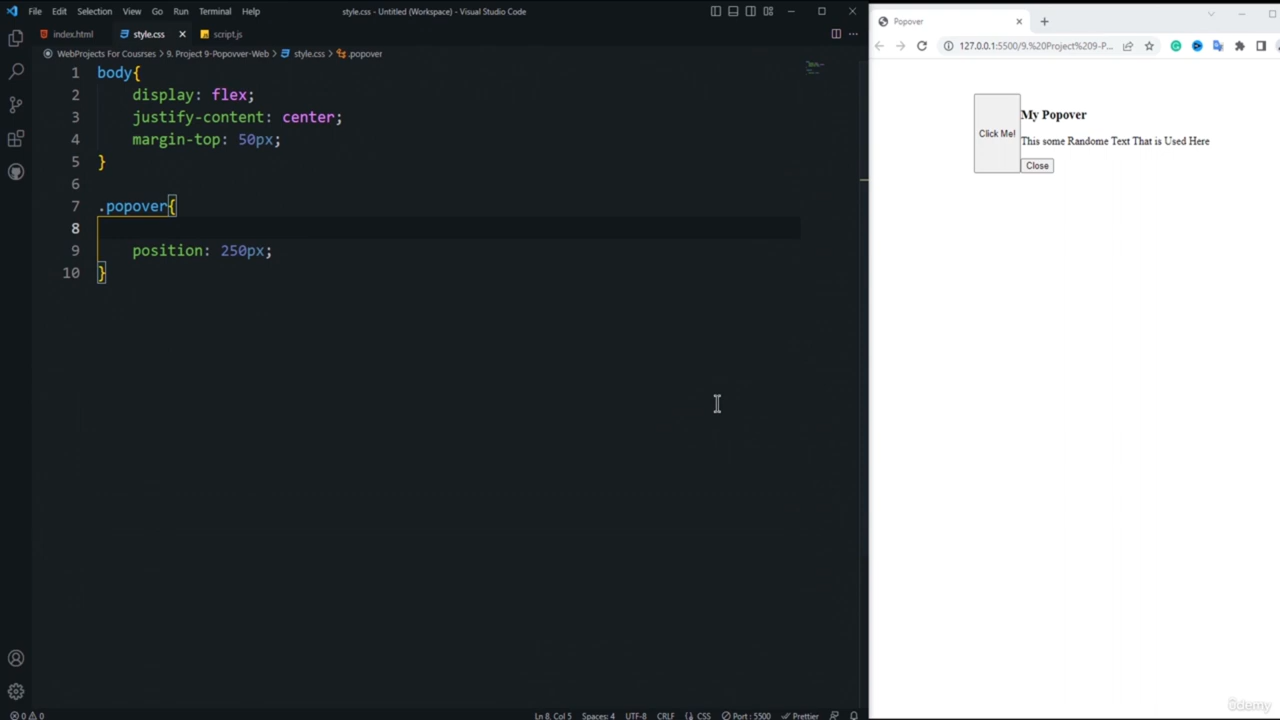 File Edit Selection View Go Run Terminal Help
style.css - Untitled (Workspace) - Visual Studio Code
index.html style.css script.js
WebProjects For Coursres > 9. Project 9-Popover-Web > style.css > .popover
1 body{
2 display: flex;
3 justify-content: center;
4 margin-top: 50px;
5 }
6
7 .popover{
8
9 position: 250px;
10 }
0 0
Ln 8, Col 5 Spaces: 4 UTF-8 CRLF CSS Port : 5500 Prettier
Popover
127.0.0.1:5500/9.%20Project%209-P...
Click Me!
My Popover
This some Randome Text That is Used Here
Close
ûdemy